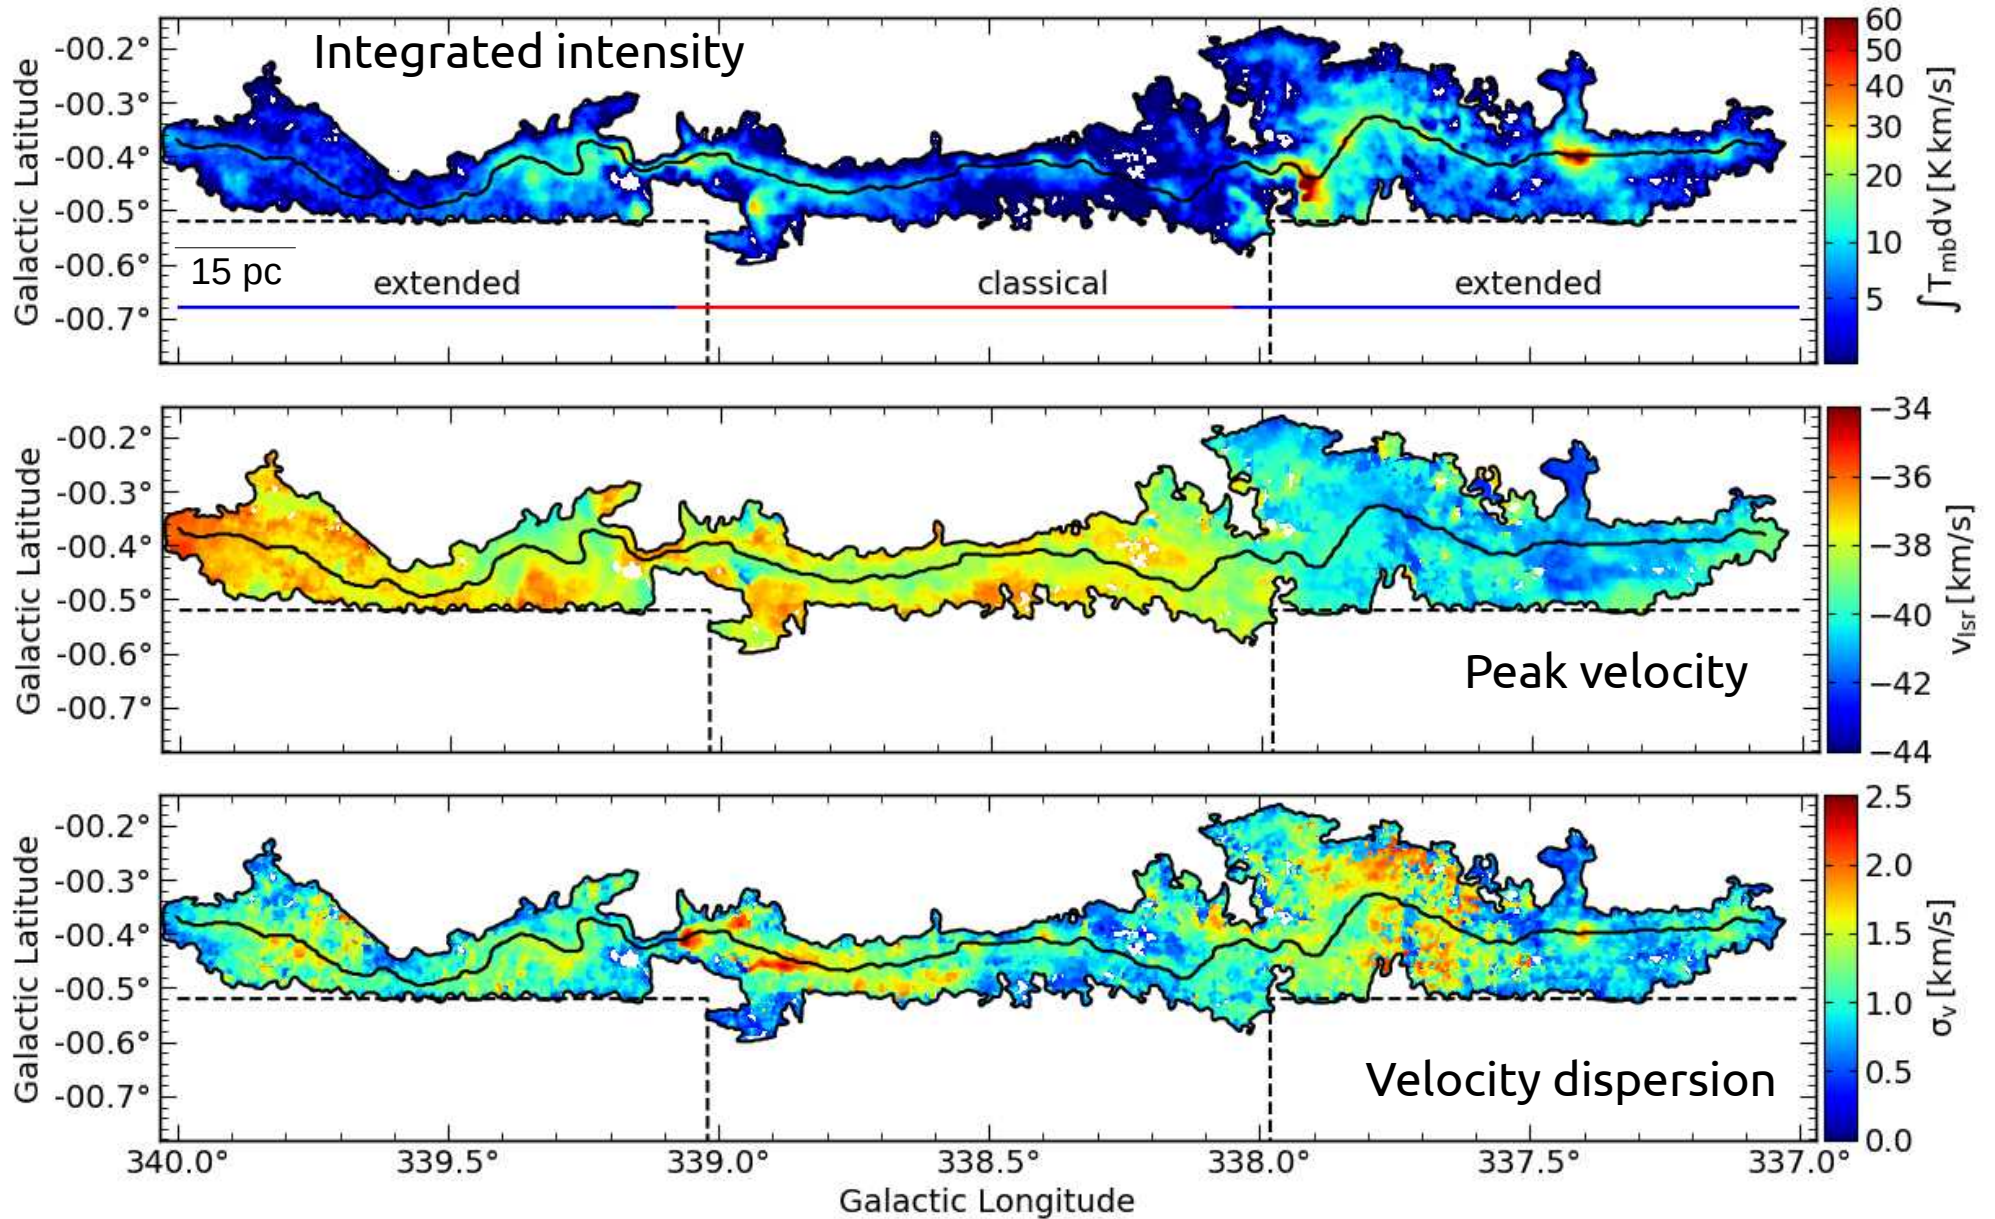 Integrated intensity
-00.2°
-00.3°
-00.4°
-00.5°
-00.6°
-00.7°
Galactic Latitude
15 pc
extended
classical
extended
60
50
40
30
20
10
5
∫T_mb dv [K km/s]
Peak velocity
-00.2°
-00.3°
-00.4°
-00.5°
-00.6°
-00.7°
Galactic Latitude
−34
−36
−38
−40
−42
−44
v_lsr [km/s]
Velocity dispersion
-00.2°
-00.3°
-00.4°
-00.5°
-00.6°
-00.7°
Galactic Latitude
2.5
2.0
1.5
1.0
0.5
0.0
σ_v [km/s]
340.0° 339.5° 339.0° 338.5° 338.0° 337.5° 337.0°
Galactic Longitude